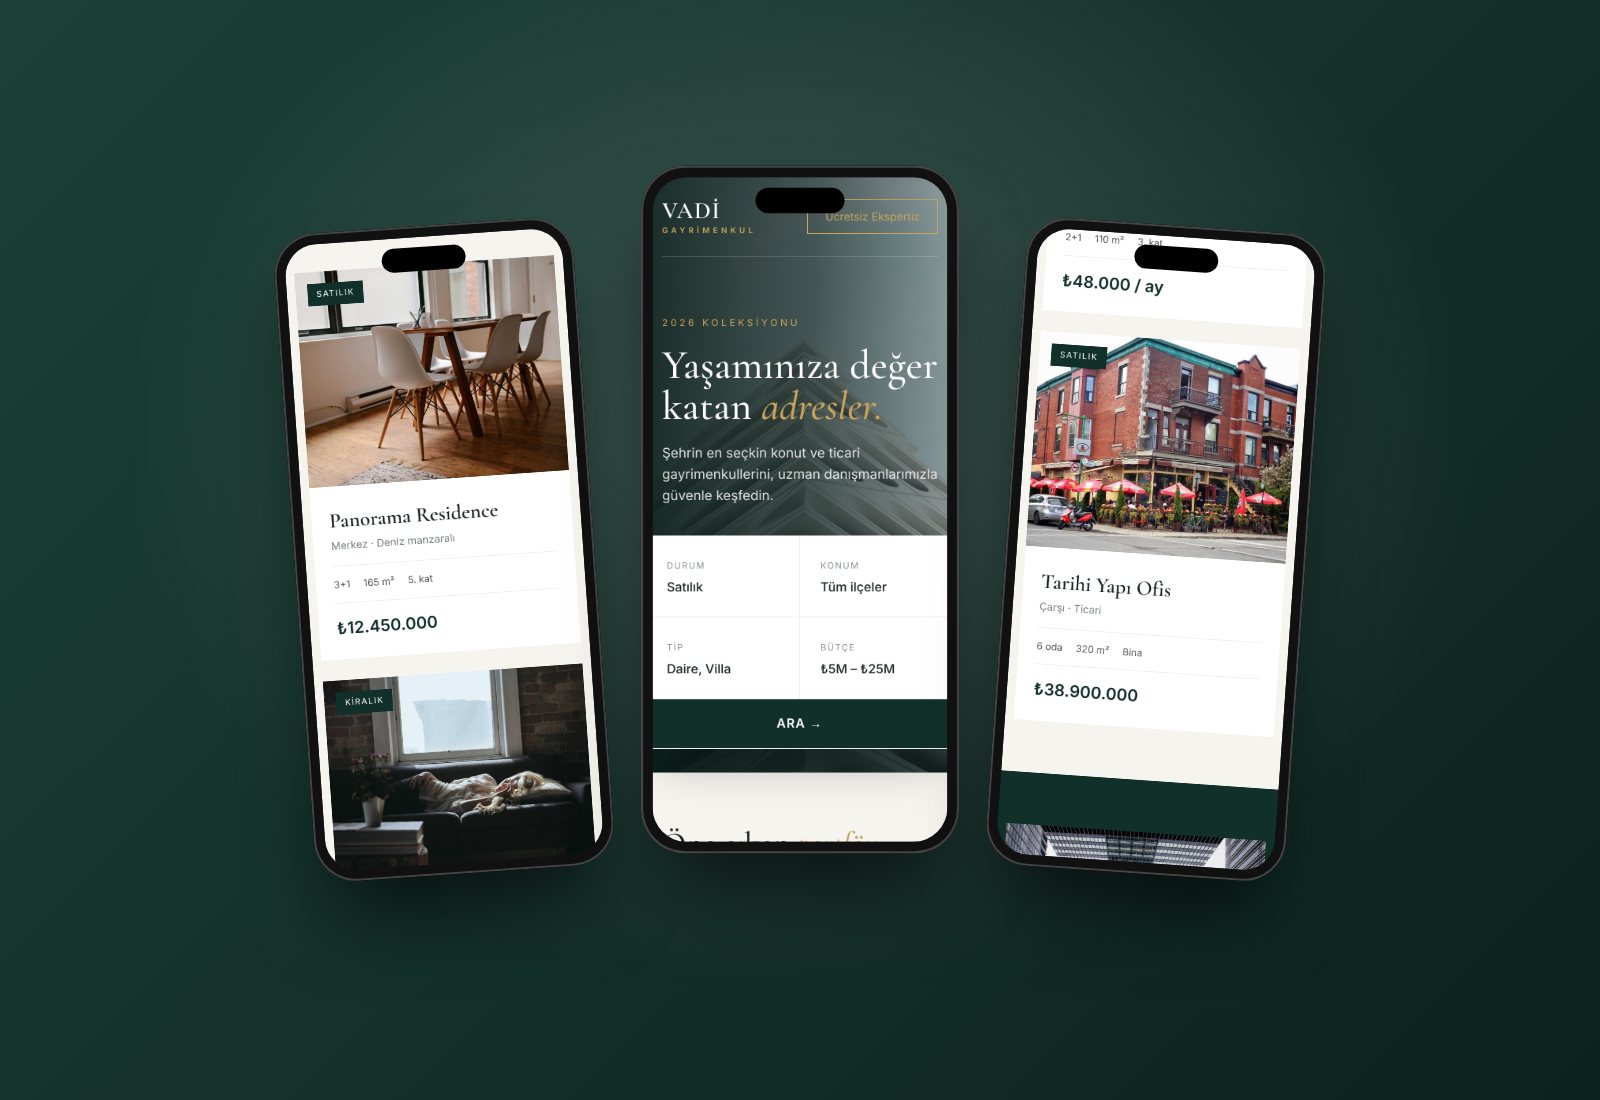 SATILIK
Panorama Residence
Merkez · Deniz manzaralı
3+1 165 m² 5. kat
₺12.450.000
KİRALIK
VADİ
GAYRİMENKUL
Ücretsiz Ekspertiz
2026 KOLEKSİYONU
Yaşamınıza değer
katan adresler.
Şehrin en seçkin konut ve ticari
gayrimenkullerini, uzman danışmanlarımızla
güvenle keşfedin.
DURUM
Satılık
KONUM
Tüm ilçeler
TİP
Daire, Villa
BÜTÇE
₺5M – ₺25M
ARA →
2+1 110 m² 3. kat
₺48.000 / ay
SATILIK
Tarihi Yapı Ofis
Çarşı · Ticari
6 oda 320 m² Bina
₺38.900.000